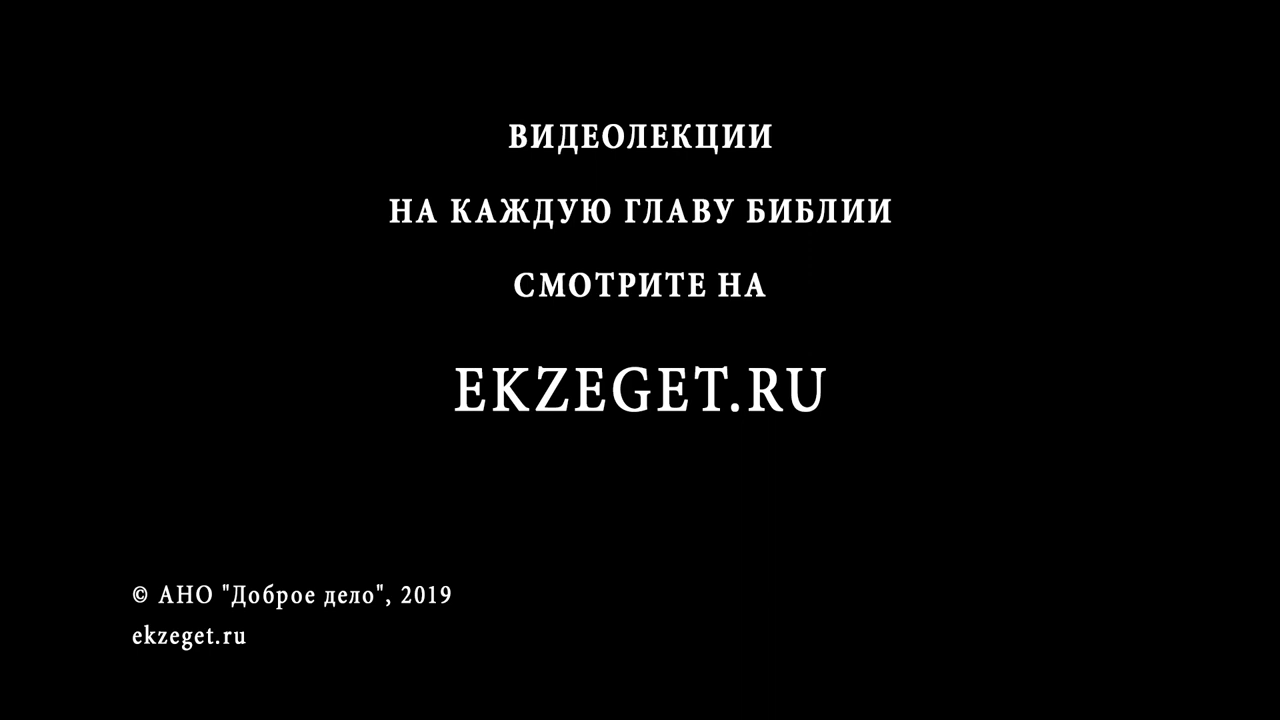 ВИДЕОЛЕКЦИИ
НА КАЖДУЮ ГЛАВУ БИБЛИИ
СМОТРИТЕ НА
EKZEGET.RU
© АНО "Доброе дело", 2019
ekzeget.ru